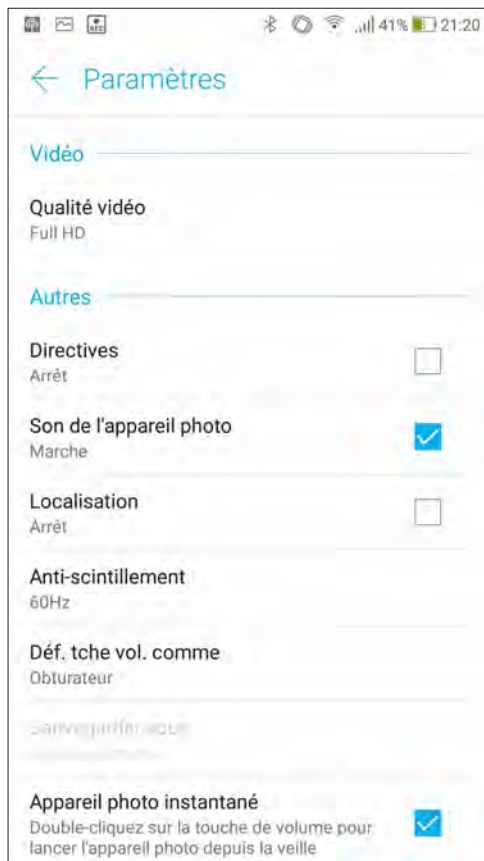 41% 21:20
Paramètres
Vidéo
Qualité vidéo
Full HD
Autres
Directives
Arrêt
Son de l'appareil photo
Marche
Localisation
Arrêt
Anti-scintillement
60Hz
Déf. tche vol. comme
Obturateur
Sauvegarder sous
Appareil photo instantané
Double-cliquez sur la touche de volume pour
lancer l'appareil photo depuis la veille